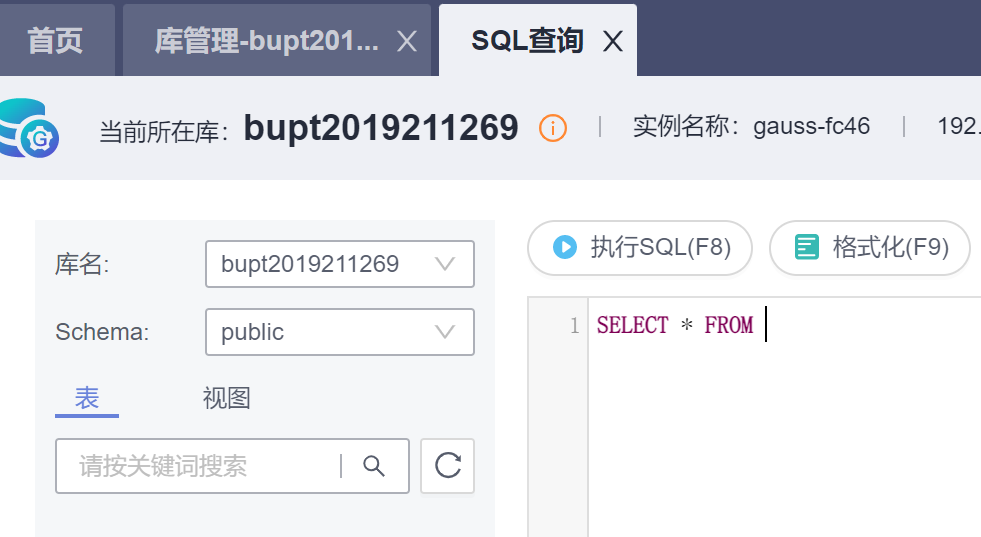 首页
库管理-bupt201...
SQL查询
G
当前所在库: bupt2019211269
实例名称: gauss-fc46
192.
库名:
bupt2019211269
Schema:
public
表
视图
请按关键词搜索
执行SQL(F8)
格式化(F9)
1 SELECT * FROM